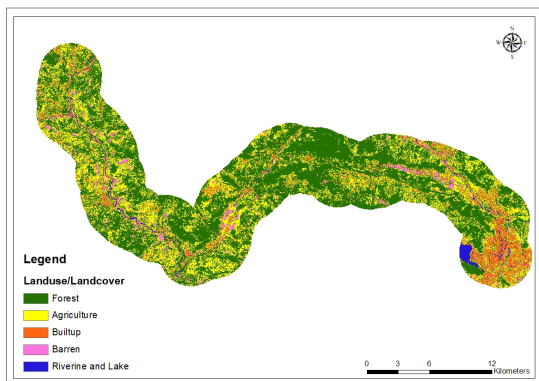 N
W E
S
Legend
Landuse/Landcover
Forest
Agriculture
Builtup
Barren
Riverine and Lake
0 3 6 12
Kilometers